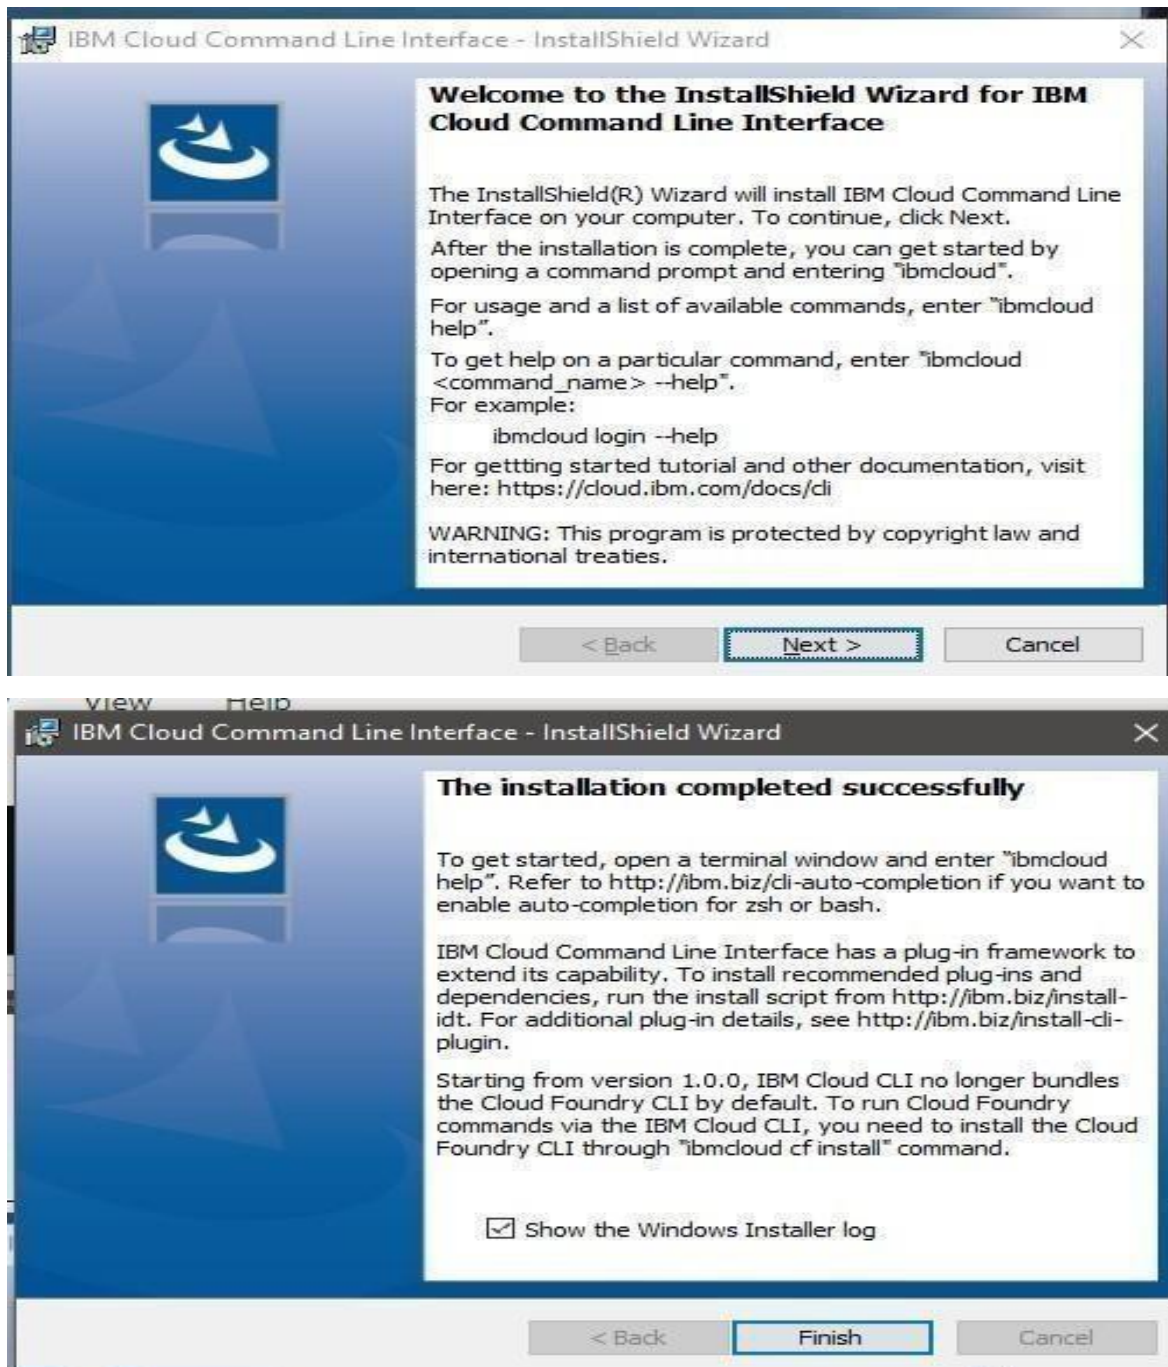 IBM Cloud Command Line Interface - InstallShield Wizard
Welcome to the InstallShield Wizard for IBM
Cloud Command Line Interface
The InstallShield(R) Wizard will install IBM Cloud Command Line
Interface on your computer. To continue, click Next.
After the installation is complete, you can get started by
opening a command prompt and entering "ibmcloud".
For usage and a list of available commands, enter "ibmcloud
help".
To get help on a particular command, enter "ibmcloud
<command_name> --help".
For example:
ibmcloud login --help
For gettting started tutorial and other documentation, visit
here: https://cloud.ibm.com/docs/cli
WARNING: This program is protected by copyright law and
international treaties.
< Back Next > Cancel
View Help
IBM Cloud Command Line Interface - InstallShield Wizard
The installation completed successfully
To get started, open a terminal window and enter "ibmcloud
help". Refer to http://ibm.biz/cli-auto-completion if you want to
enable auto-completion for zsh or bash.
IBM Cloud Command Line Interface has a plug-in framework to
extend its capability. To install recommended plug-ins and
dependencies, run the install script from http://ibm.biz/install-
idt. For additional plug-in details, see http://ibm.biz/install-cli-
plugin.
Starting from version 1.0.0, IBM Cloud CLI no longer bundles
the Cloud Foundry CLI by default. To run Cloud Foundry
commands via the IBM Cloud CLI, you need to install the Cloud
Foundry CLI through "ibmcloud cf install" command.
Show the Windows Installer log
< Back Finish Cancel